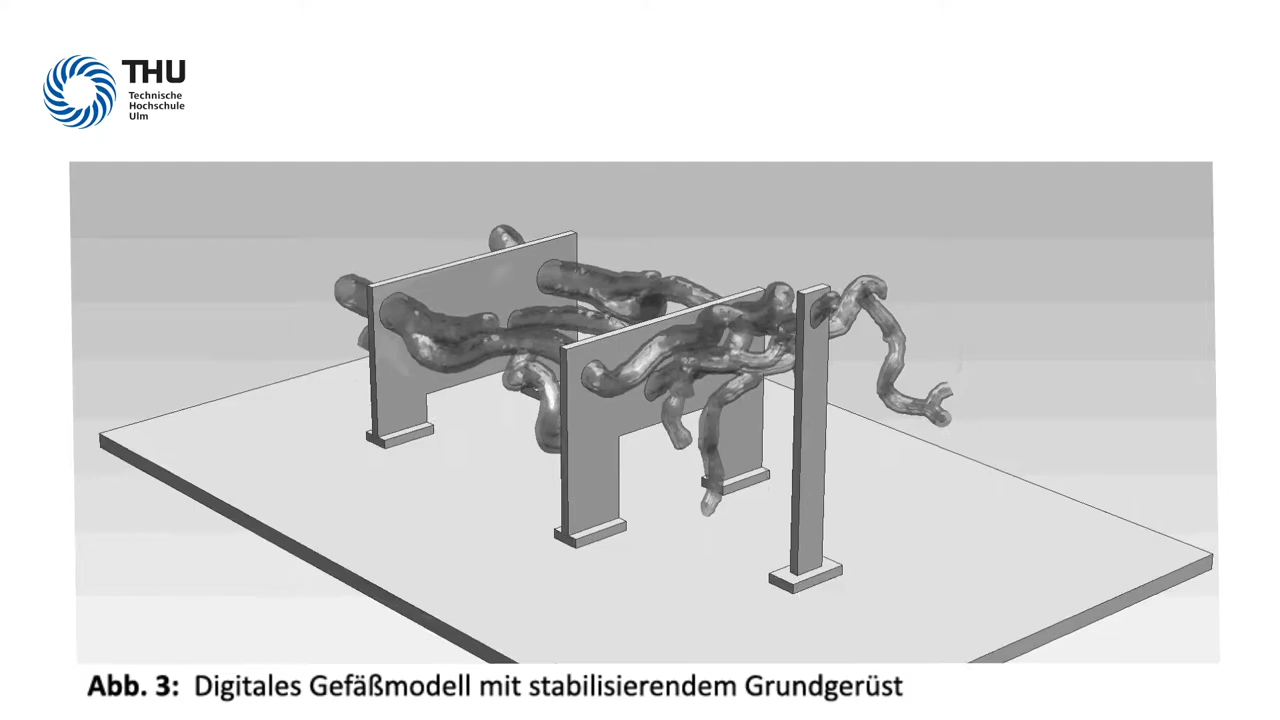 THU
Technische
Hochschule
Ulm
Abb. 3: Digitales Gefäßmodell mit stabilisierendem Grundgerüst